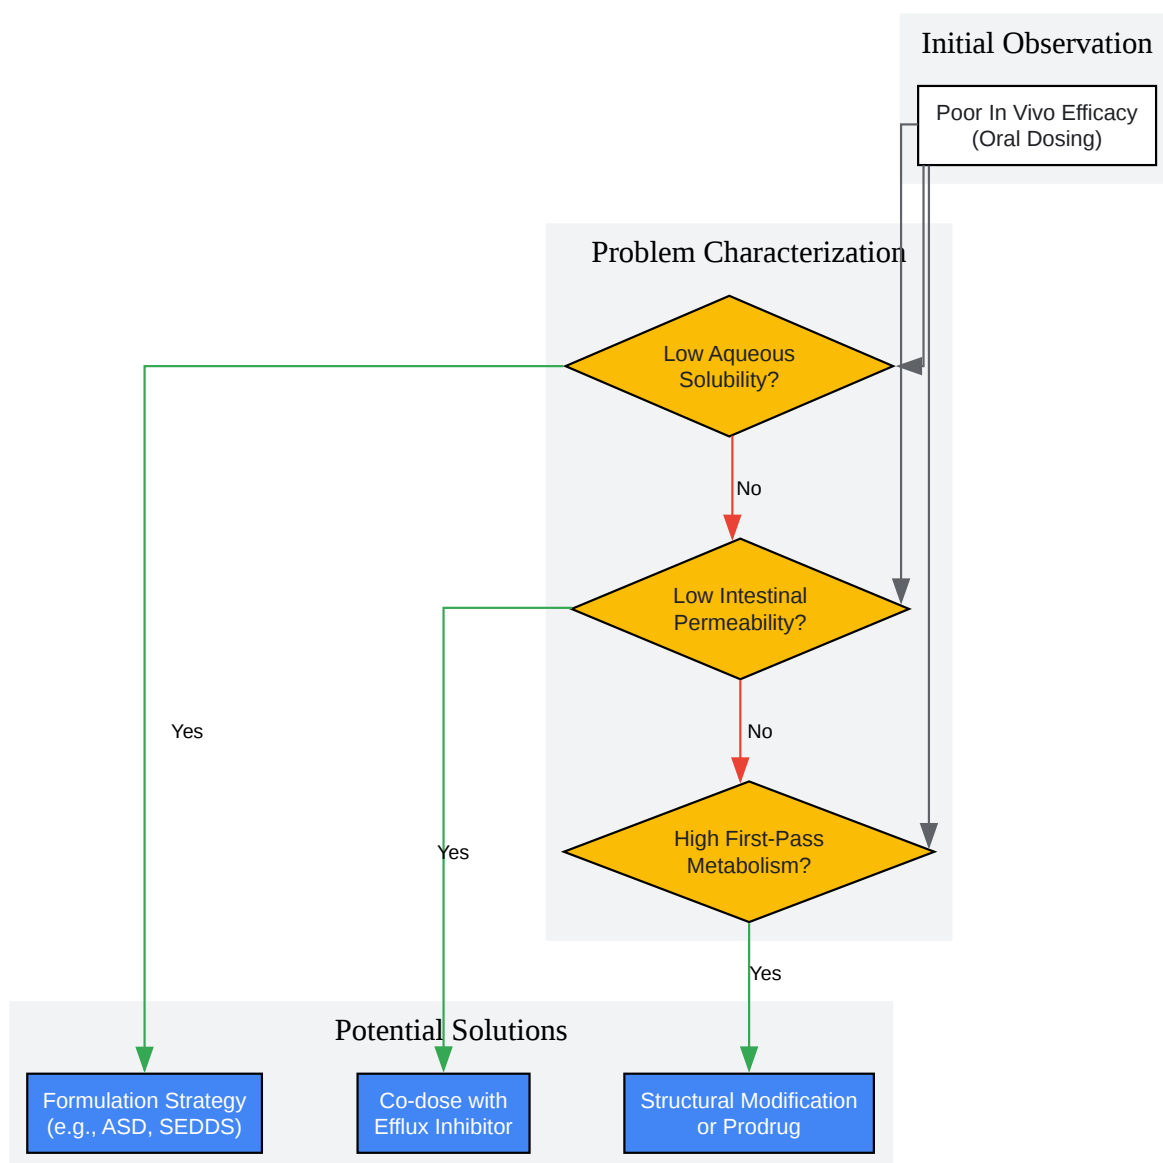 Initial Observation
Poor In Vivo Efficacy
(Oral Dosing)
Problem Characterization
Low Aqueous
Solubility?
No
Low Intestinal
Permeability?
Yes
No
High First-Pass
Metabolism?
Yes
Yes
Potential Solutions
Formulation Strategy
(e.g., ASD, SEDDS)
Co-dose with
Efflux Inhibitor
Structural Modification
or Prodrug